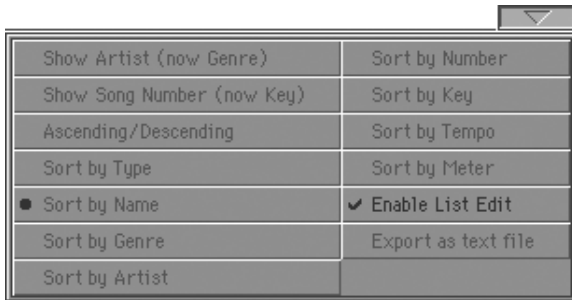 Show Artist (now Genre)
Show Song Number (now Key)
Ascending/Descending
Sort by Type
Sort by Name
Sort by Genre
Sort by Artist
Sort by Number
Sort by Key
Sort by Tempo
Sort by Meter
Enable List Edit
Export as text file